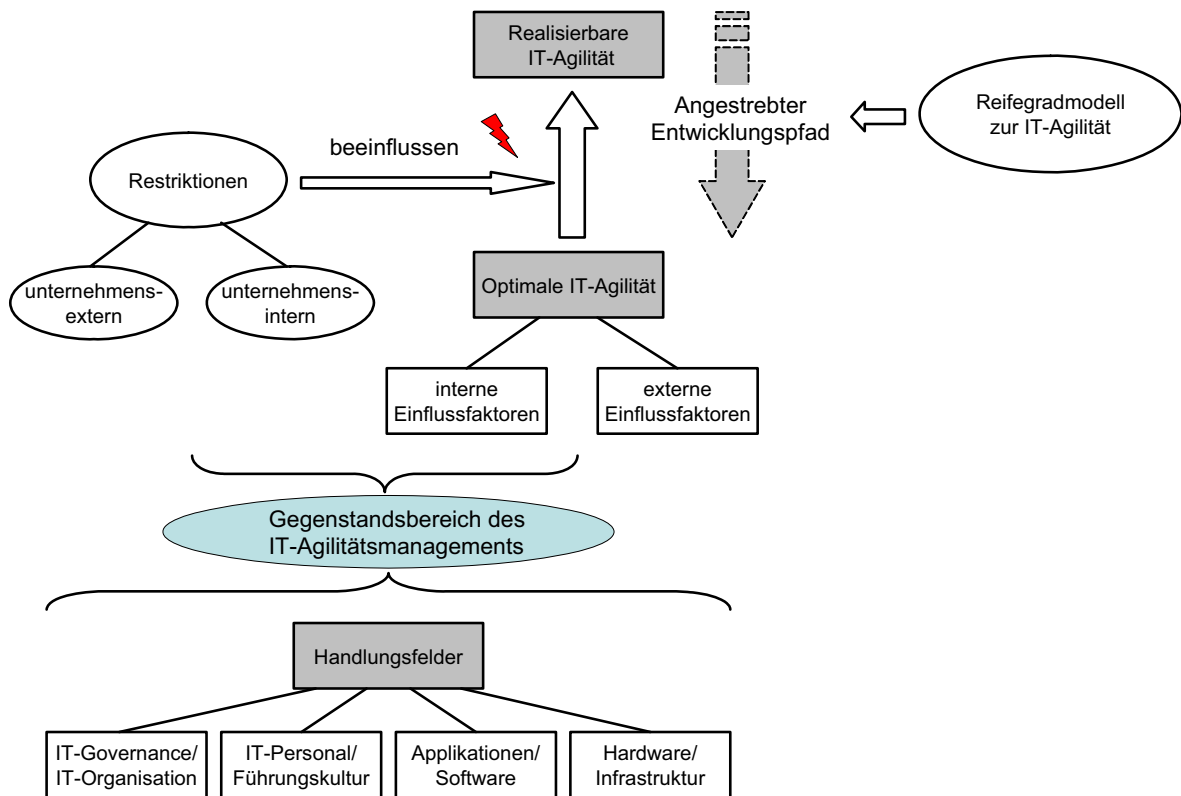 Realisierbare
IT-Agilität
Angestrebter
Entwicklungspfad
Reifegradmodell
zur IT-Agilität
beeinflussen
Restriktionen
unternehmens-
extern
unternehmens-
intern
Optimale IT-Agilität
interne
Einflussfaktoren
externe
Einflussfaktoren
Gegenstandsbereich des
IT-Agilitätsmanagements
Handlungsfelder
IT-Governance/
IT-Organisation
IT-Personal/
Führungskultur
Applikationen/
Software
Hardware/
Infrastruktur